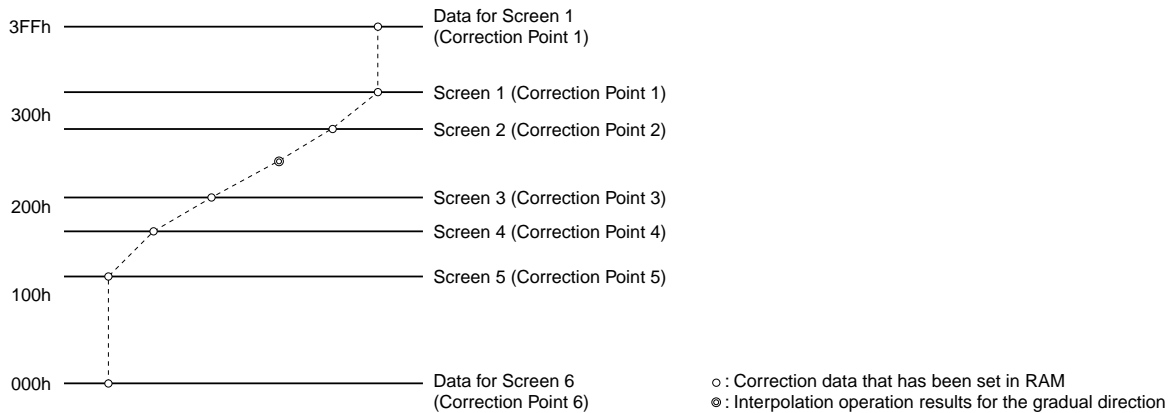 3FFh
Data for Screen 1
(Correction Point 1)
Screen 1 (Correction Point 1)
300h
Screen 2 (Correction Point 2)
Screen 3 (Correction Point 3)
200h
Screen 4 (Correction Point 4)
Screen 5 (Correction Point 5)
100h
000h
Data for Screen 6
(Correction Point 6)
: Correction data that has been set in RAM
: Interpolation operation results for the gradual direction